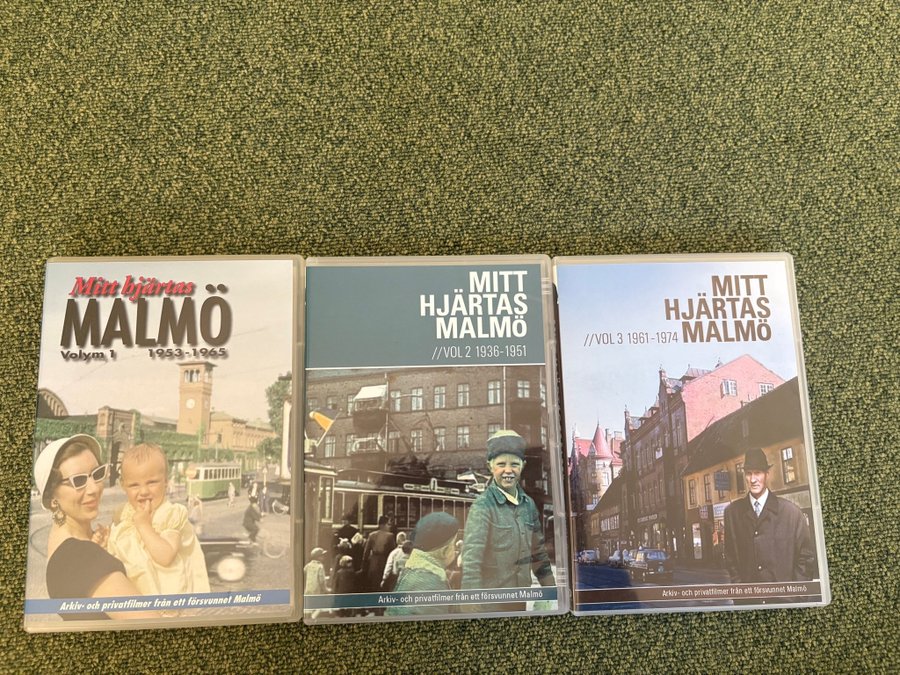 Mitt hjärtas
MALMÖ
Volym 1 1953-1965
Arkiv- och privatfilmer från ett försvunnet Malmö
MITT
HJÄRTAS
MALMÖ
//VOL 2 1936-1951
Arkiv- och privatfilmer från ett försvunnet Malmö
MITT
HJÄRTAS
//VOL 3 1961-1974 MALMÖ
Arkiv- och privatfilmer från ett försvunnet Malmö